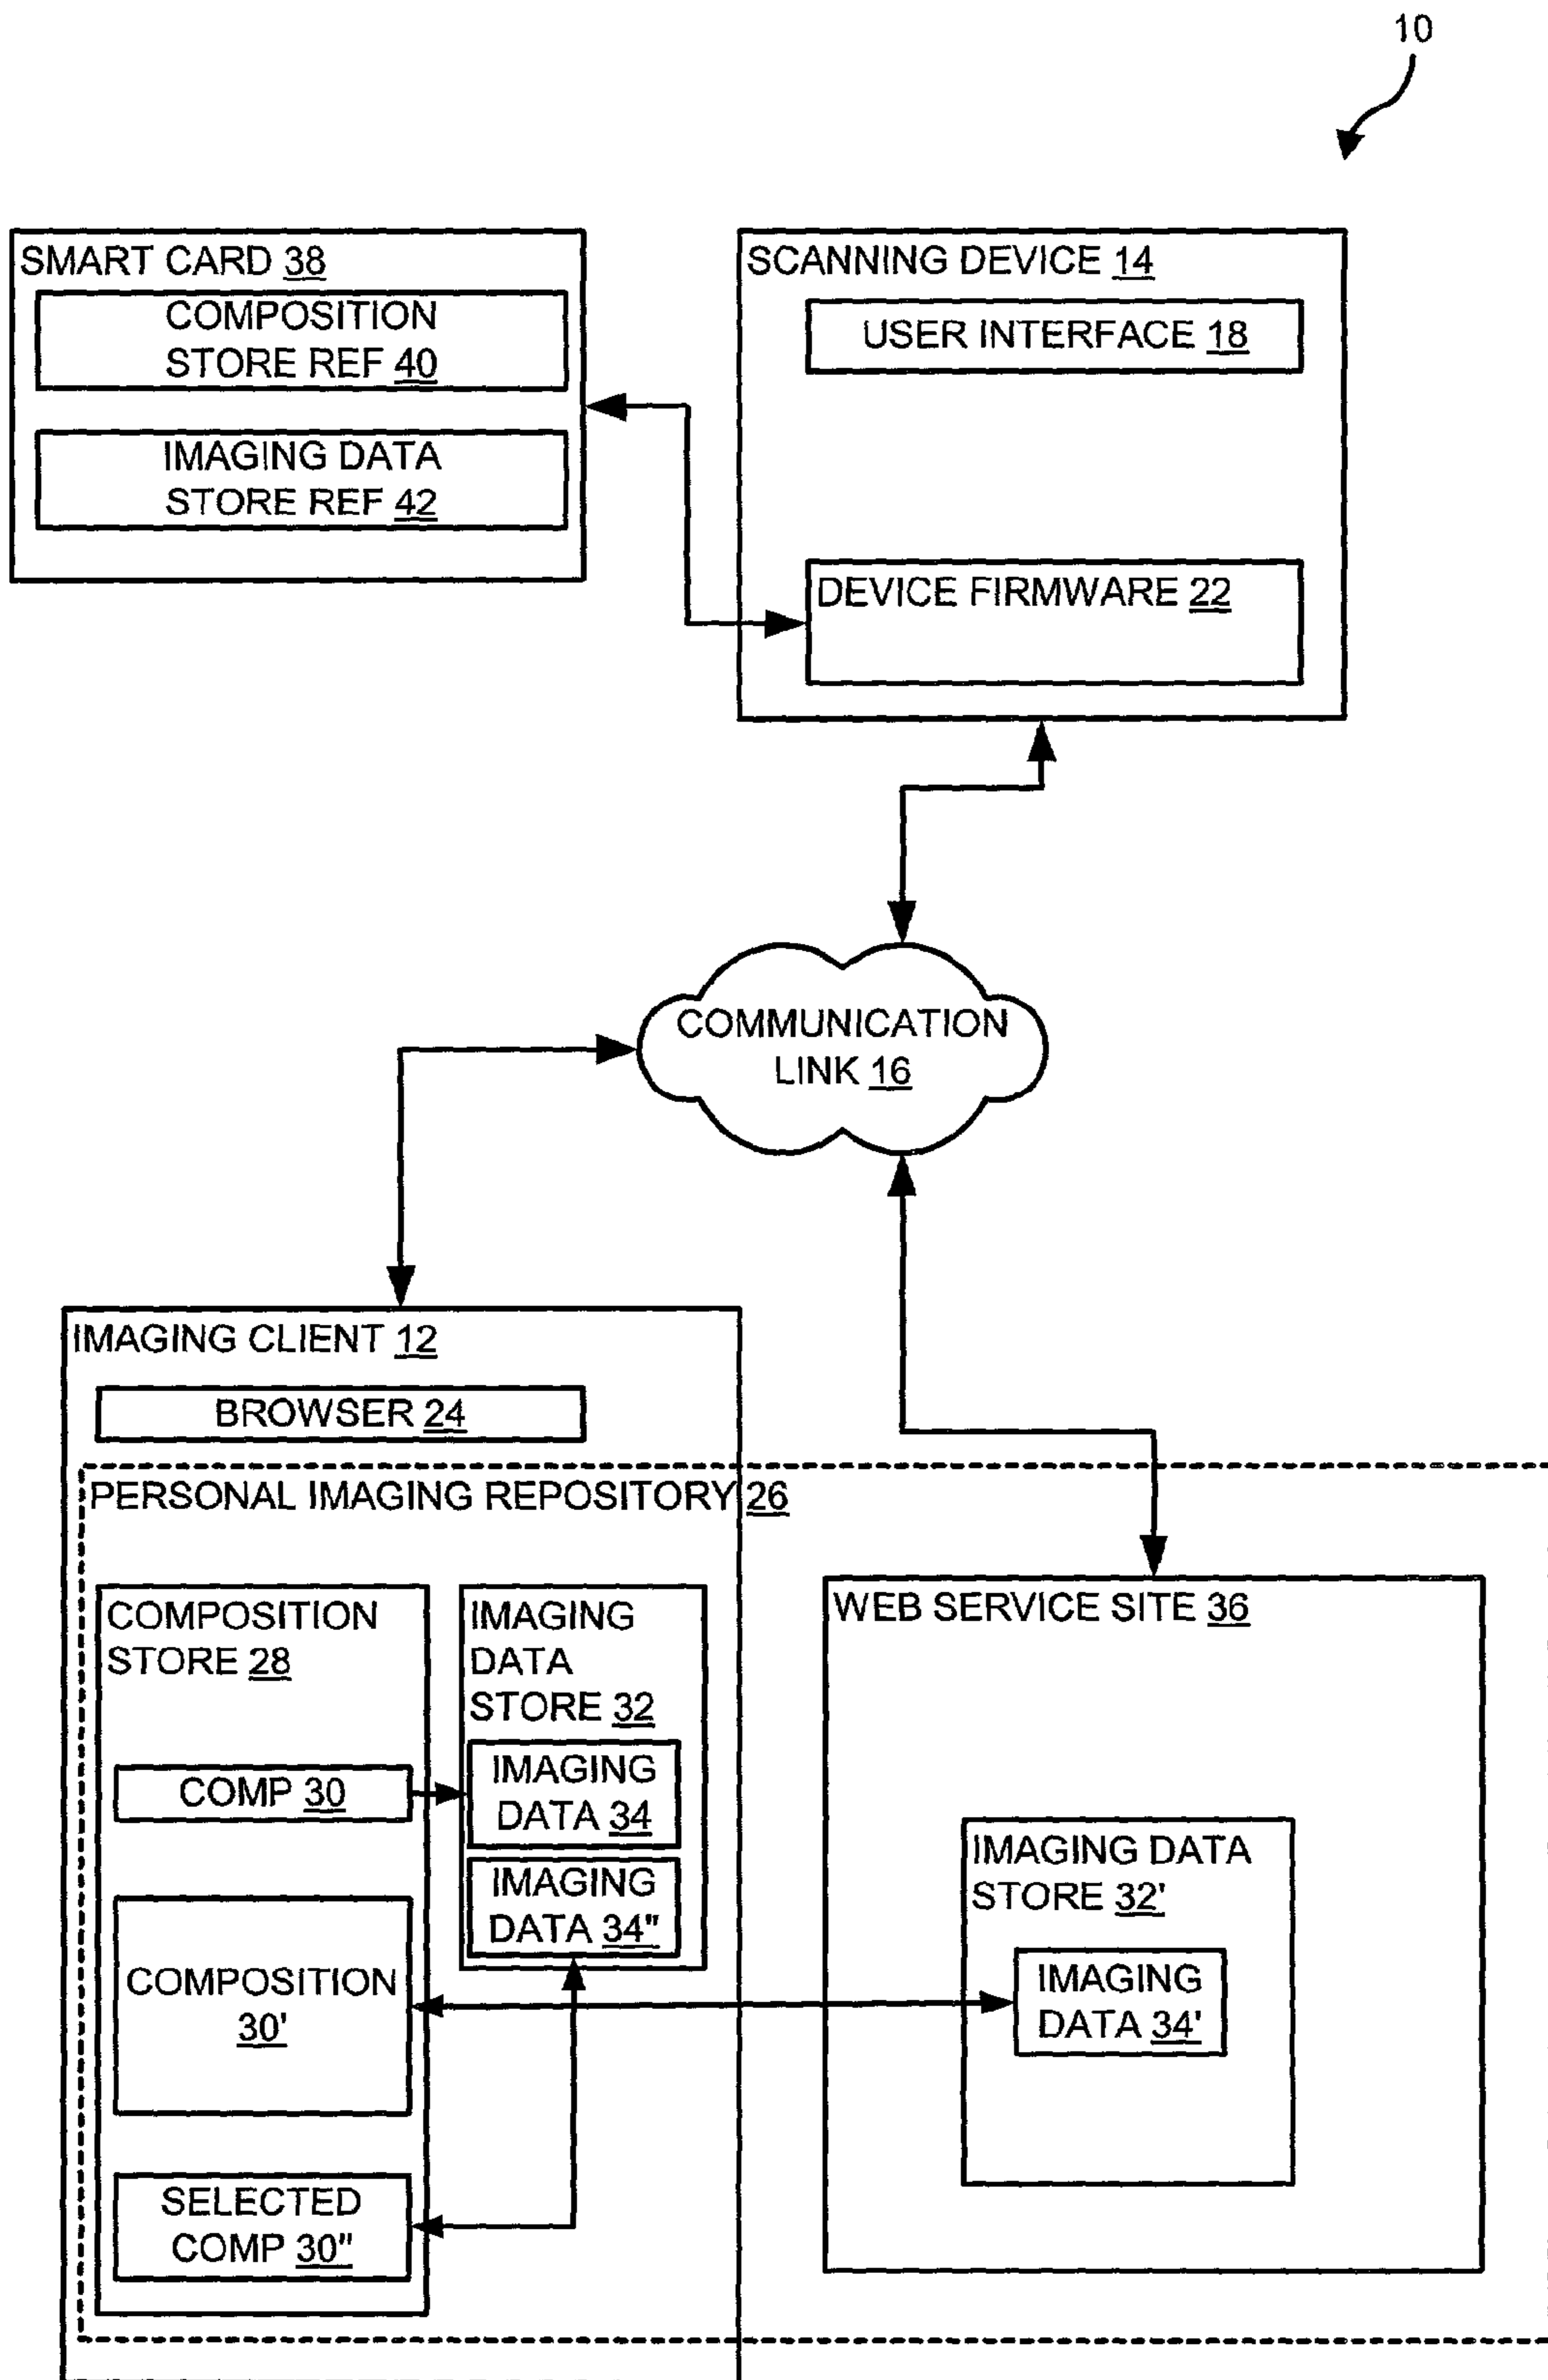 10
SMART CARD 38
COMPOSITION
STORE REF 40
IMAGING DATA
STORE REF 42
SCANNING DEVICE 14
USER INTERFACE 18
DEVICE FIRMWARE 22
COMMUNICATION
LINK 16
IMAGING CLIENT 12
BROWSER 24
PERSONAL IMAGING REPOSITORY 26
COMPOSITION
STORE 28
COMP 30
COMPOSITION
30'
SELECTED
COMP 30"
IMAGING
DATA
STORE 32
IMAGING
DATA 34
IMAGING
DATA 34"
WEB SERVICE SITE 36
IMAGING DATA
STORE 32'
IMAGING
DATA 34'